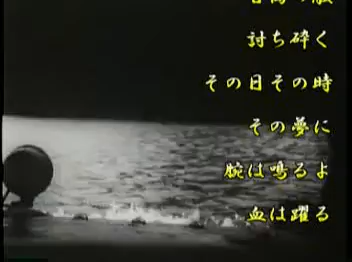 討ち砕く
その日その時
その夢に
腕は鳴るよ
血は躍る